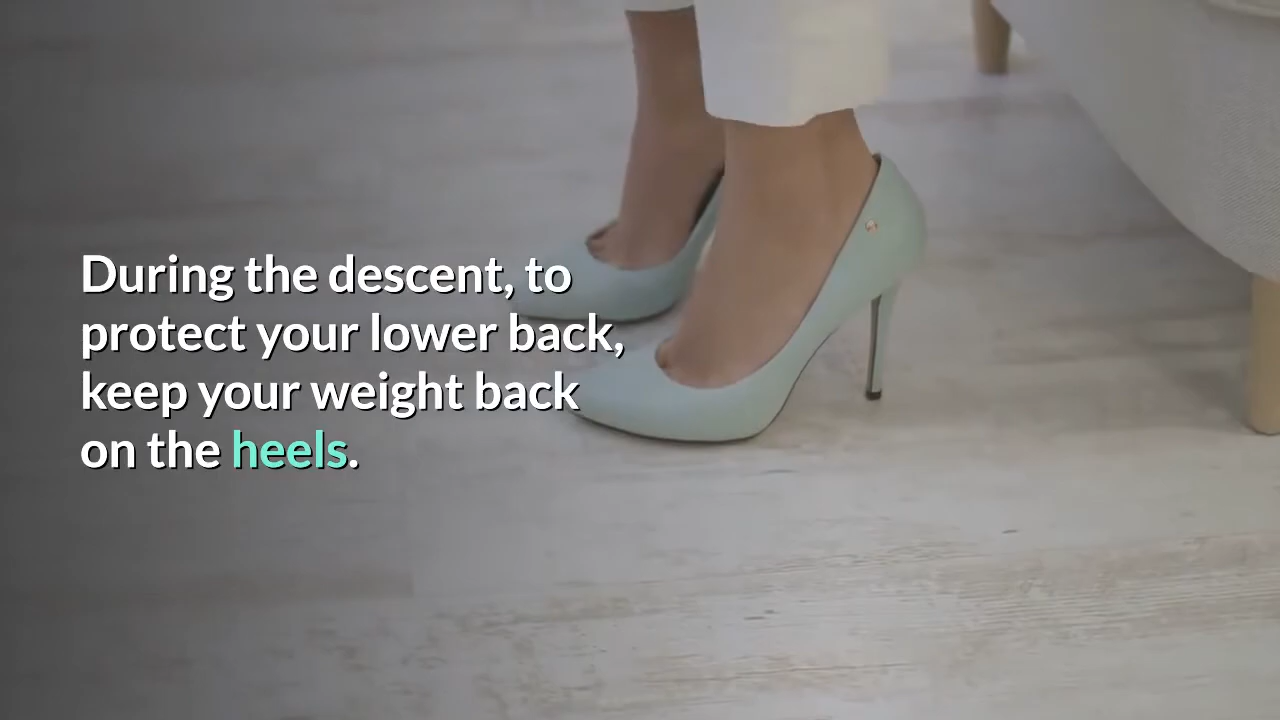 During the descent, to
protect your lower back,
keep your weight back
on the heels.